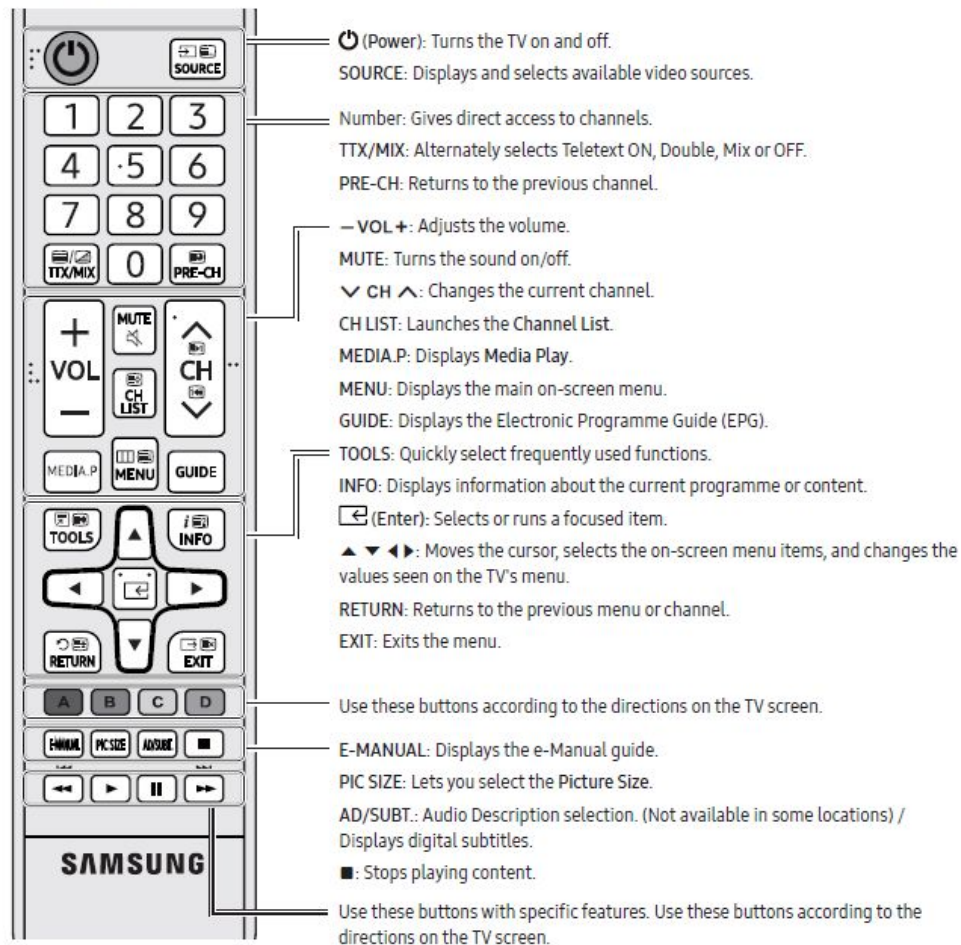 SOURCE
1 2 3
4 5 6
7 8 9
TTX/MIX 0 PRE-CH
+ VOL −
MUTE
CH LIST
CH
MEDIA.P MENU GUIDE
TOOLS INFO
RETURN EXIT
A B C D
E-MANUAL PIC SIZE AD/SUBT.
SAMSUNG
(Power): Turns the TV on and off.
SOURCE: Displays and selects available video sources.
Number: Gives direct access to channels.
TTX/MIX: Alternately selects Teletext ON, Double, Mix or OFF.
PRE-CH: Returns to the previous channel.
− VOL +: Adjusts the volume.
MUTE: Turns the sound on/off.
CH : Changes the current channel.
CH LIST: Launches the Channel List.
MEDIA.P: Displays Media Play.
MENU: Displays the main on-screen menu.
GUIDE: Displays the Electronic Programme Guide (EPG).
TOOLS: Quickly select frequently used functions.
INFO: Displays information about the current programme or content.
(Enter): Selects or runs a focused item.
▲ ▼ ◀ ▶: Moves the cursor, selects the on-screen menu items, and changes the
values seen on the TV's menu.
RETURN: Returns to the previous menu or channel.
EXIT: Exits the menu.
Use these buttons according to the directions on the TV screen.
E-MANUAL: Displays the e-Manual guide.
PIC SIZE: Lets you select the Picture Size.
AD/SUBT.: Audio Description selection. (Not available in some locations) /
Displays digital subtitles.
■: Stops playing content.
Use these buttons with specific features. Use these buttons according to the
directions on the TV screen.